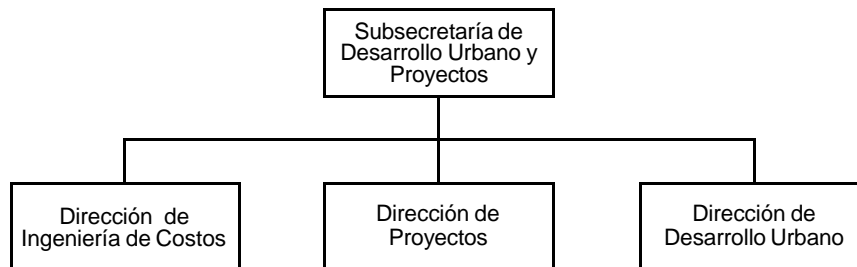 Subsecretaría de
Desarrollo Urbano y
Proyectos
Dirección de
Ingeniería de Costos
Dirección de
Proyectos
Dirección de
Desarrollo Urbano